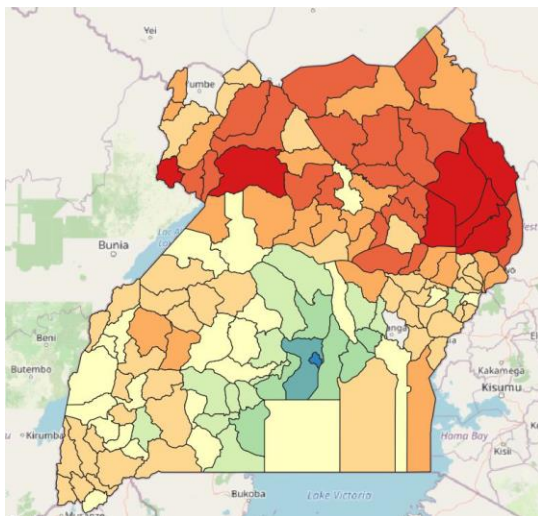 Yei
Yumbe
Bunia
Beni
Butembo
Kirumba
Kakamega
Kisumu
Homa Bay
Kisii
Bukoba
Lake Victoria